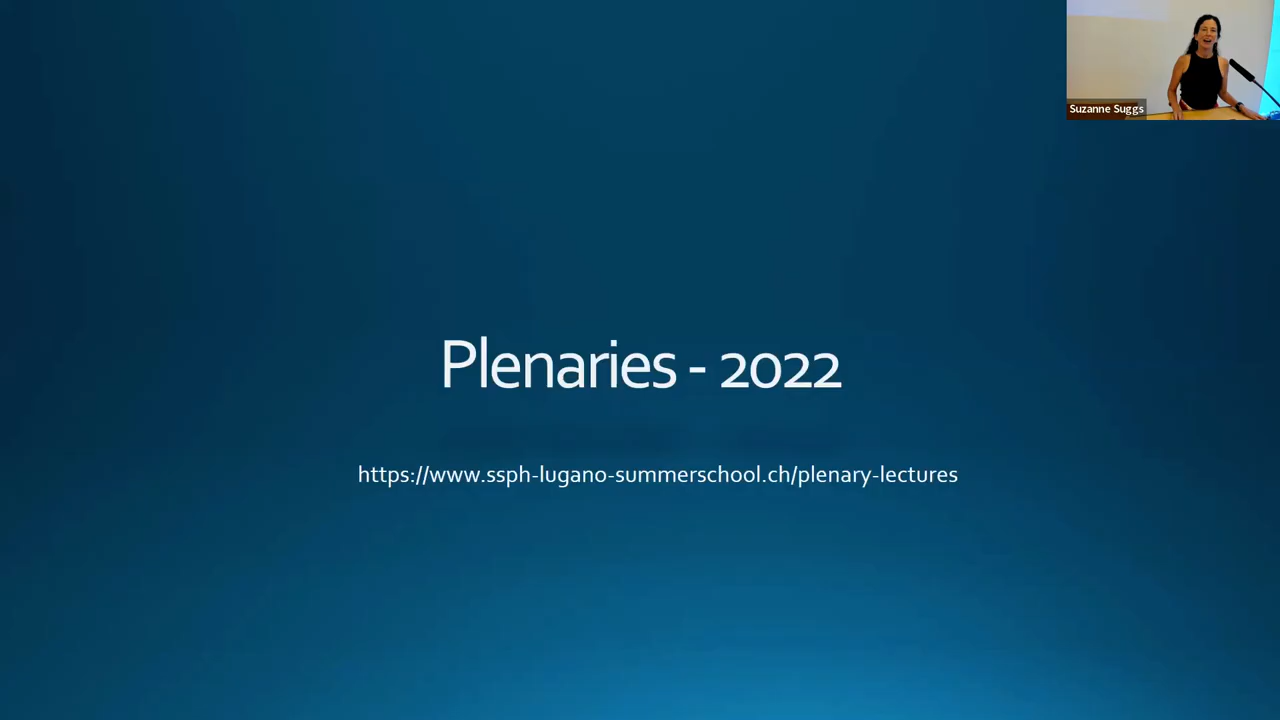 Suzanne Suggs
Plenaries - 2022
https://www.ssph-lugano-summerschool.ch/plenary-lectures